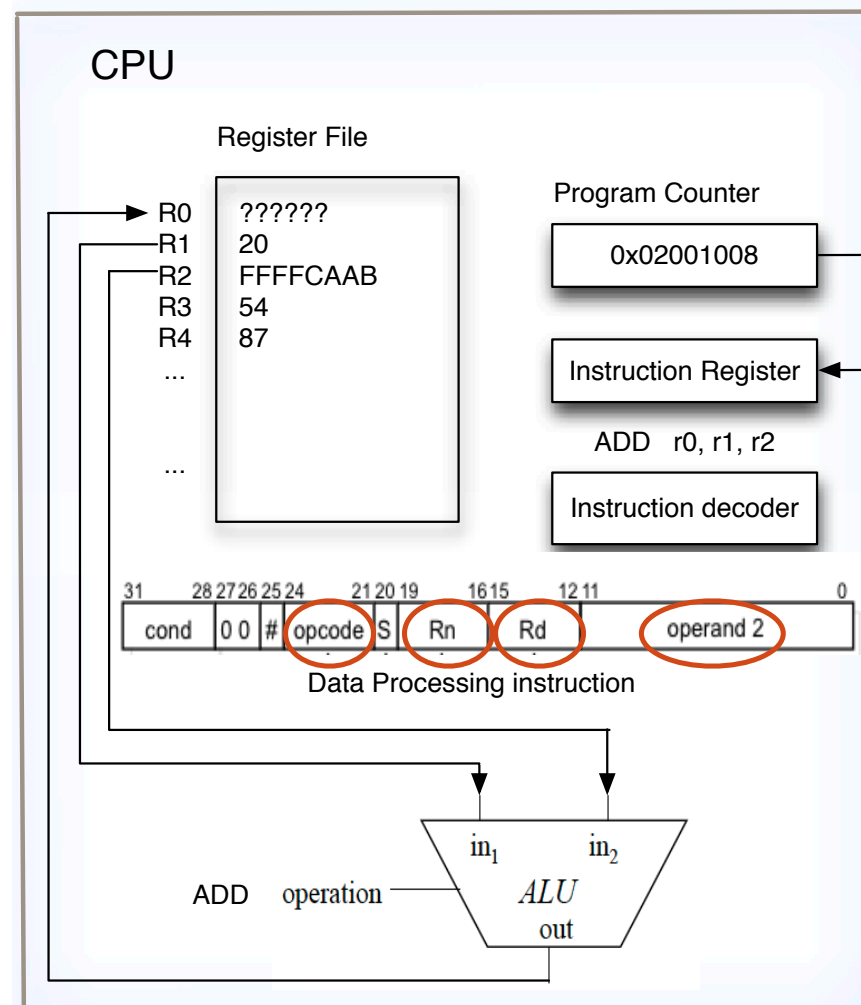 CPU
Register File
R0 ??????
R1 20
R2 FFFFCAAB
R3 54
R4 87
...
...
Program Counter
0x02001008
Instruction Register
ADD r0, r1, r2
Instruction decoder
31 28 27 26 25 24 21 20 19 16 15 12 11 0
cond 0 0 # opcode S Rn Rd operand 2
Data Processing instruction
in₁ in₂
ADD operation ALU
out